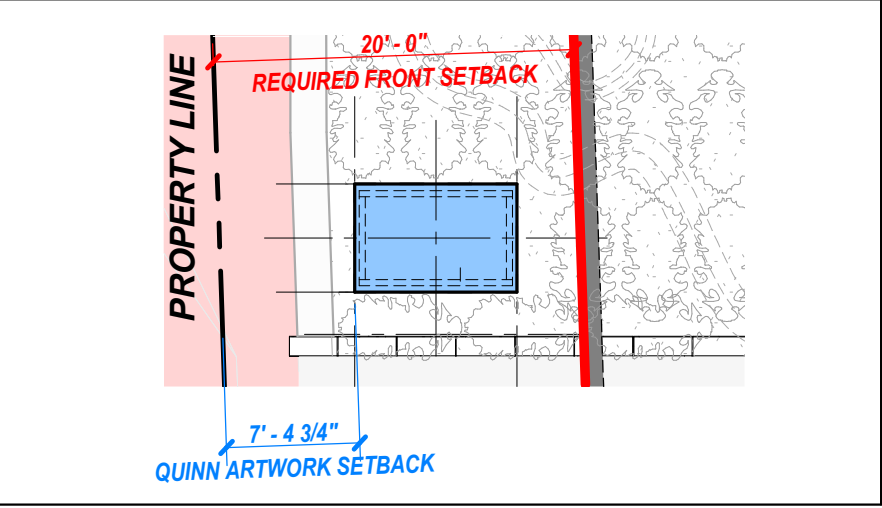 20' - 0"
REQUIRED FRONT SETBACK
PROPERTY LINE
7' - 4 3/4"
QUINN ARTWORK SETBACK